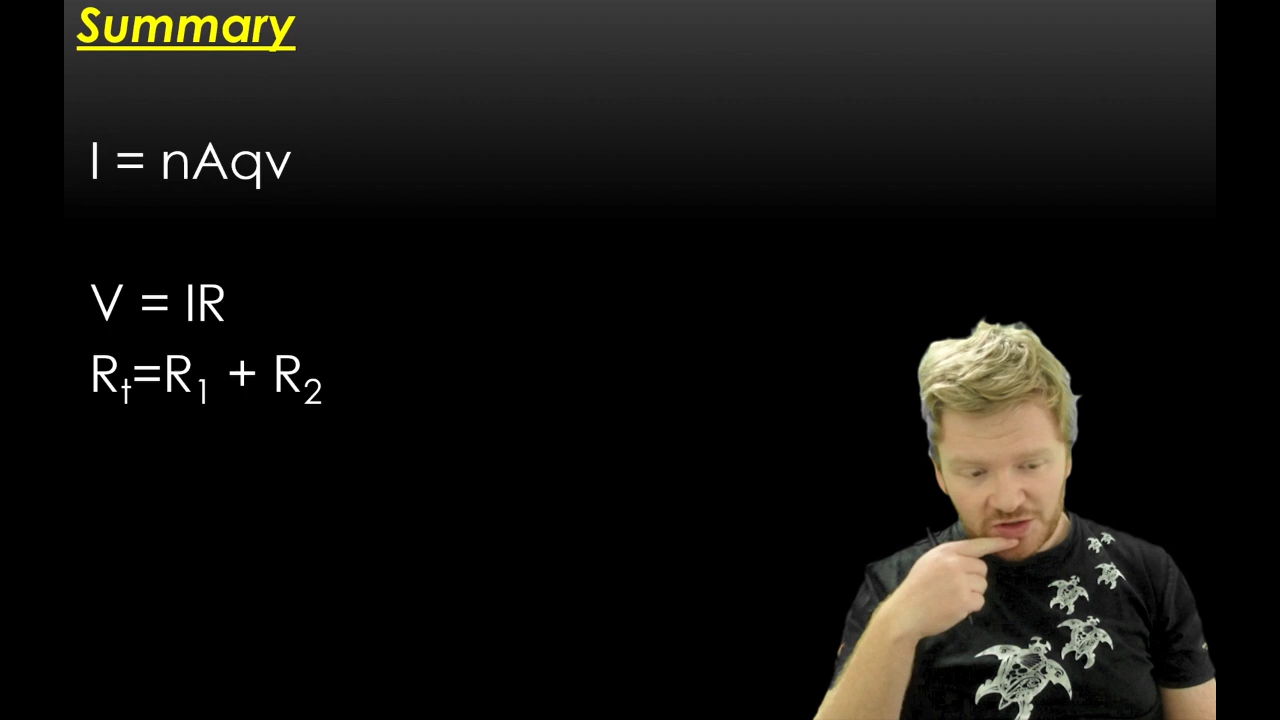 Summary
I = nAqv
V = IR
Rₜ=R₁ + R₂